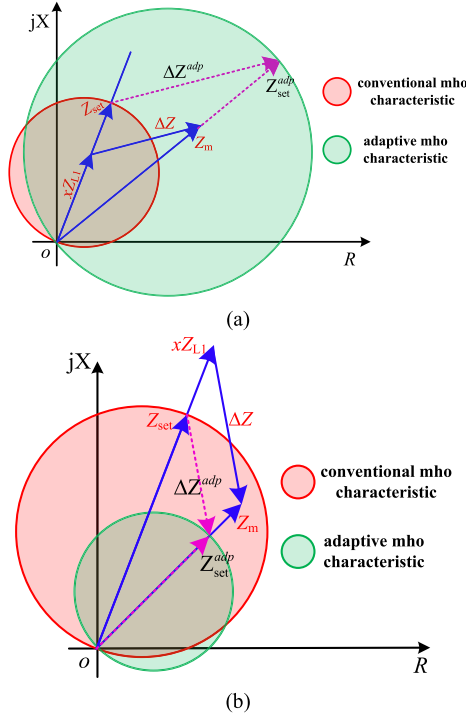 jX
Z_set
ΔZ^adp
Z_set^adp
ΔZ
Z_m
xZ_L1
o
R
conventional mho
characteristic
adaptive mho
characteristic
(a)
xZ_L1
jX
Z_set
ΔZ
ΔZ^adp
Z_m
Z_set^adp
o
R
conventional mho
characteristic
adaptive mho
characteristic
(b)